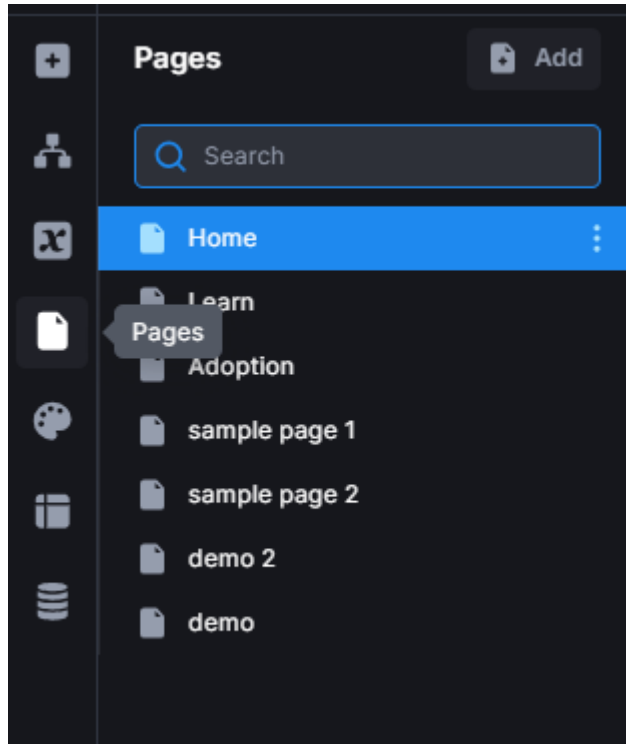 Pages
Add
Search
Home
Learn
Pages
Adoption
sample page 1
sample page 2
demo 2
demo
x